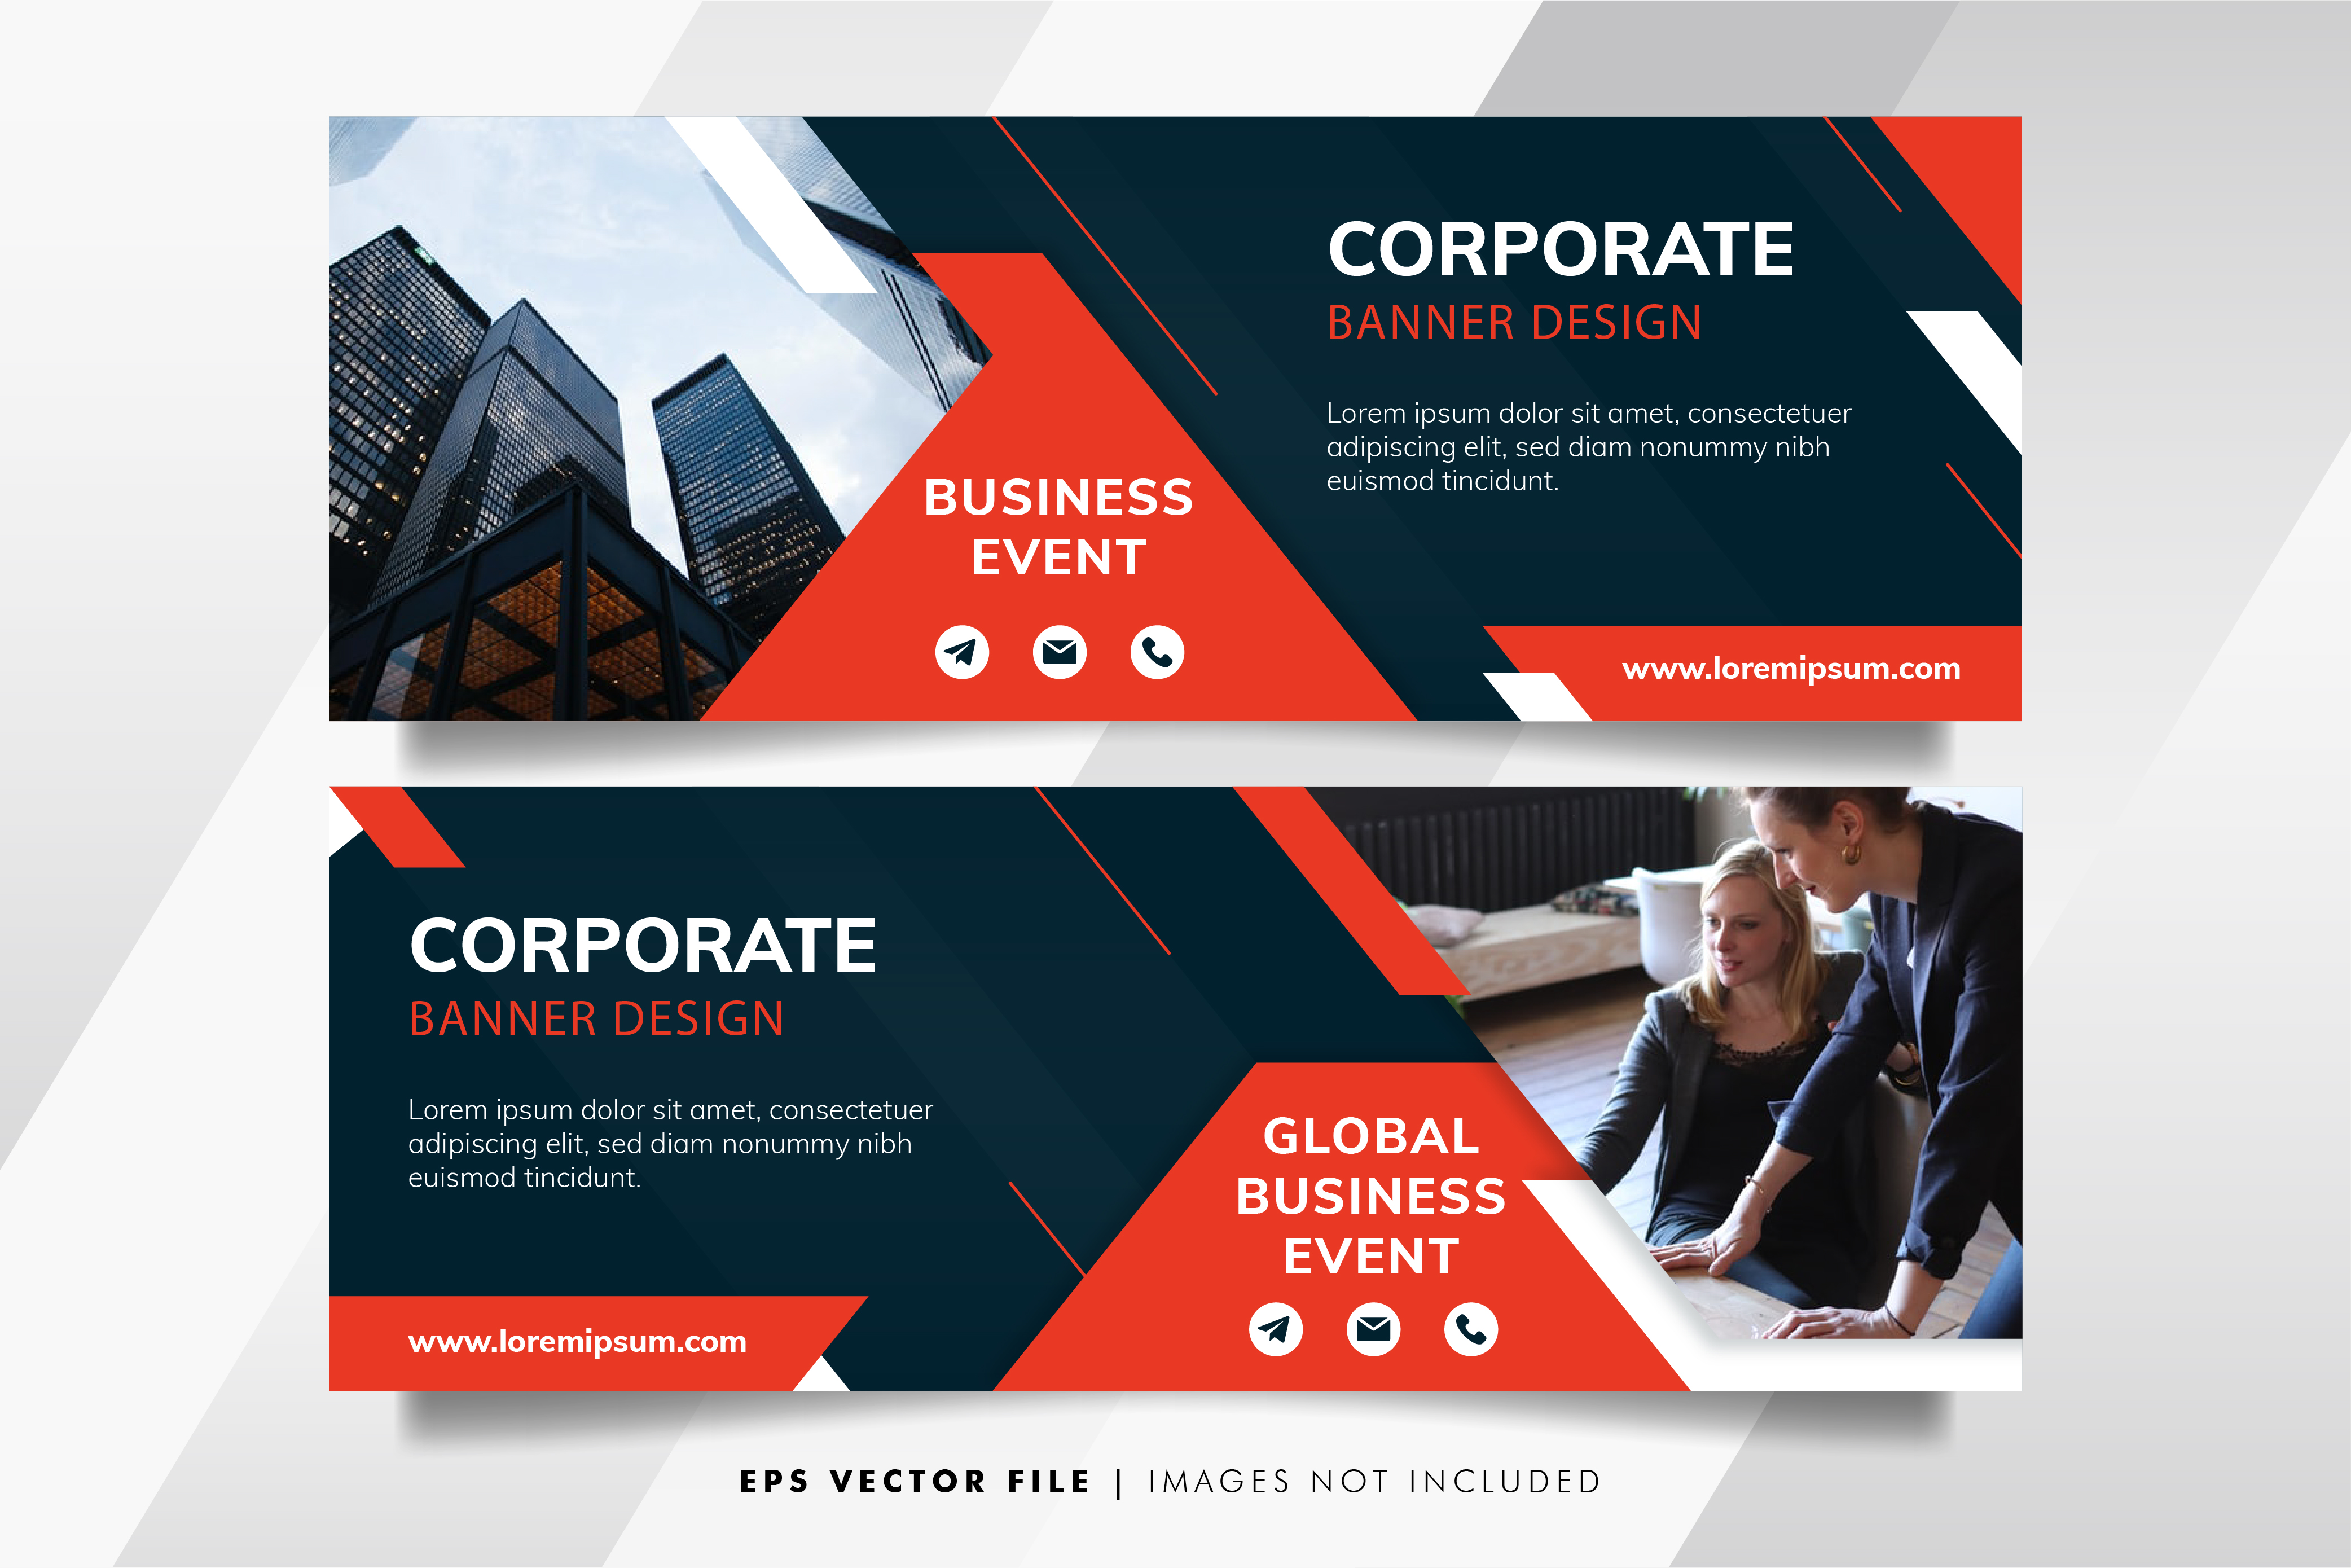 CORPORATE
BANNER DESIGN
Lorem ipsum dolor sit amet, consectetuer
adipiscing elit, sed diam nonummy nibh
euismod tincidunt.
BUSINESS
EVENT
www.loremipsum.com
CORPORATE
BANNER DESIGN
Lorem ipsum dolor sit amet, consectetuer
adipiscing elit, sed diam nonummy nibh
euismod tincidunt.
GLOBAL
BUSINESS
EVENT
www.loremipsum.com
EPS VECTOR FILE | IMAGES NOT INCLUDED